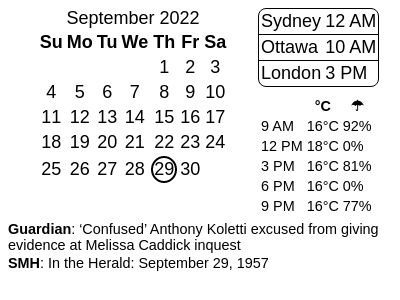 September 2022
Su Mo Tu We Th Fr Sa
1 2 3
4 5 6 7 8 9 10
11 12 13 14 15 16 17
18 19 20 21 22 23 24
25 26 27 28 29 30
Sydney 12 AM
Ottawa 10 AM
London 3 PM
°C ☂
9 AM 16°C 92%
12 PM 18°C 0%
3 PM 16°C 81%
6 PM 16°C 0%
9 PM 16°C 77%
Guardian: ‘Confused’ Anthony Koletti excused from giving
evidence at Melissa Caddick inquest
SMH: In the Herald: September 29, 1957